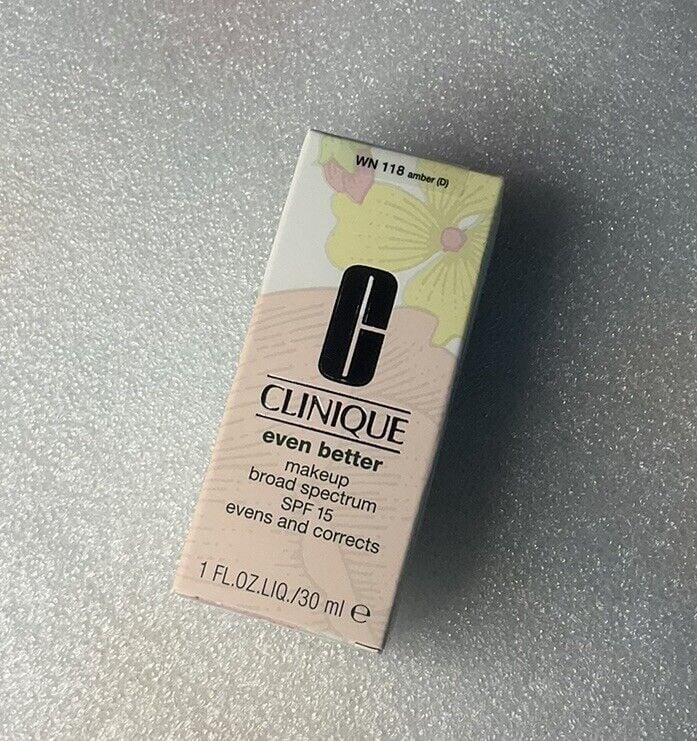 WN 118 amber (D)
CLINIQUE
even better
makeup
broad spectrum
SPF 15
evens and corrects
1 FL.OZ.LIQ./30 ml ℮